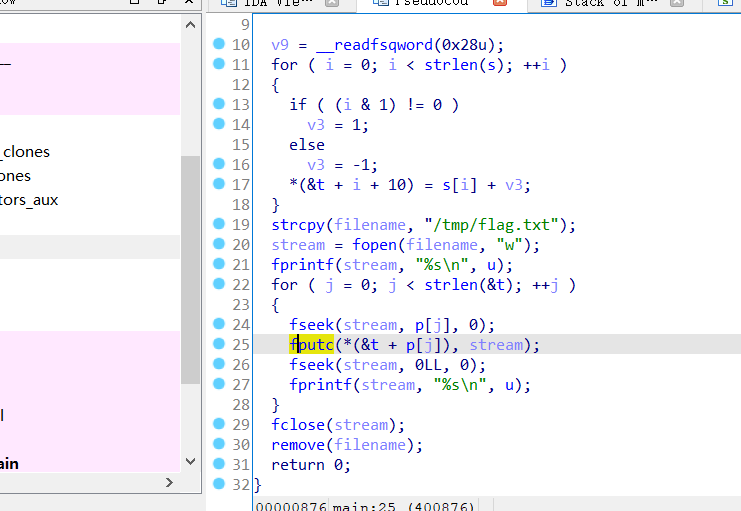 IDA Vie…
Pseudocod
Stack of m…
_clones
ones
tors_aux
l
ain
9
10 v9 = __readfsqword(0x28u);
11 for ( i = 0; i < strlen(s); ++i )
12 {
13 if ( (i & 1) != 0 )
14 v3 = 1;
15 else
16 v3 = -1;
17 *(&t + i + 10) = s[i] + v3;
18 }
19 strcpy(filename, "/tmp/flag.txt");
20 stream = fopen(filename, "w");
21 fprintf(stream, "%s\n", u);
22 for ( j = 0; j < strlen(&t); ++j )
23 {
24 fseek(stream, p[j], 0);
25 fputc(*(&t + p[j]), stream);
26 fseek(stream, 0LL, 0);
27 fprintf(stream, "%s\n", u);
28 }
29 fclose(stream);
30 remove(filename);
31 return 0;
32 }
00000876 main:25 (400876)